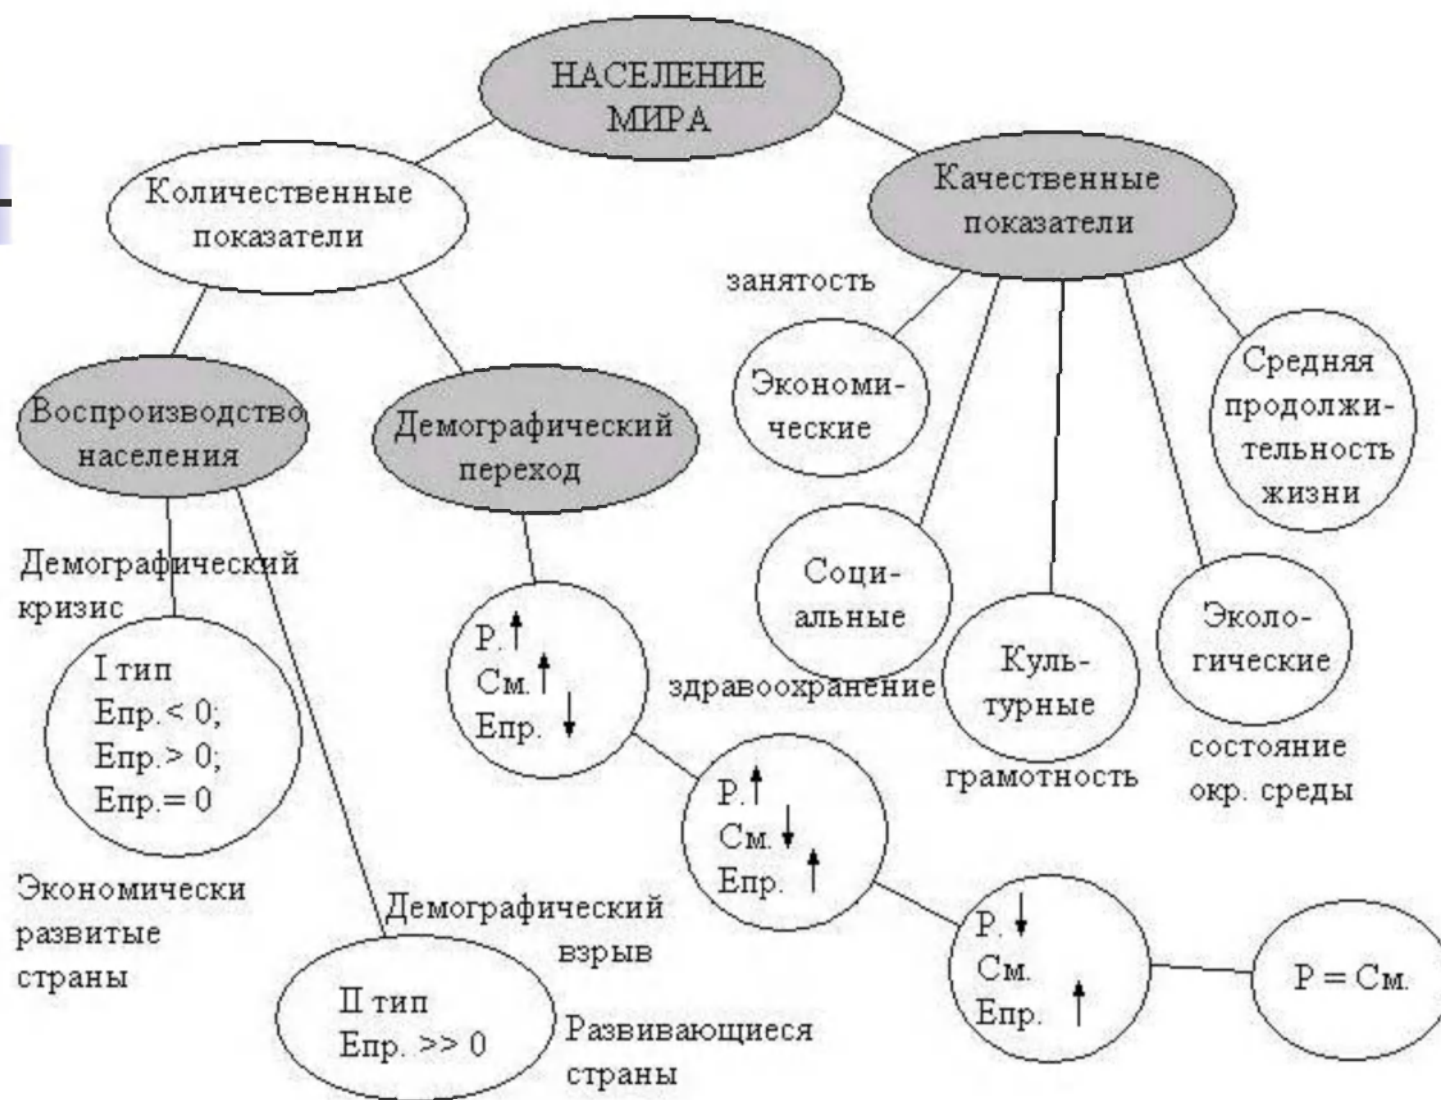 НАСЕЛЕНИЕ
МИРА
Количественные
показатели
Качественные
показатели
Воспроизводство
населения
Демографический
переход
занятость
Экономи-
ческие
Средняя
продолжи-
тельность
жизни
Соци-
альные
здравоохранение
Куль-
турные
грамотность
Эколо-
гические
состояние
окр. среды
Демографический
кризис
I тип
Епр.< 0;
Епр.> 0;
Епр.= 0
Экономически
развитые
страны
Демографический
взрыв
II тип
Епр. >> 0
Развивающиеся
страны
Р.↑
См.↑
Епр. ↓
Р.↑
См. ↓
Епр. ↑
Р. ↓
См.
Епр. ↑
Р = См.